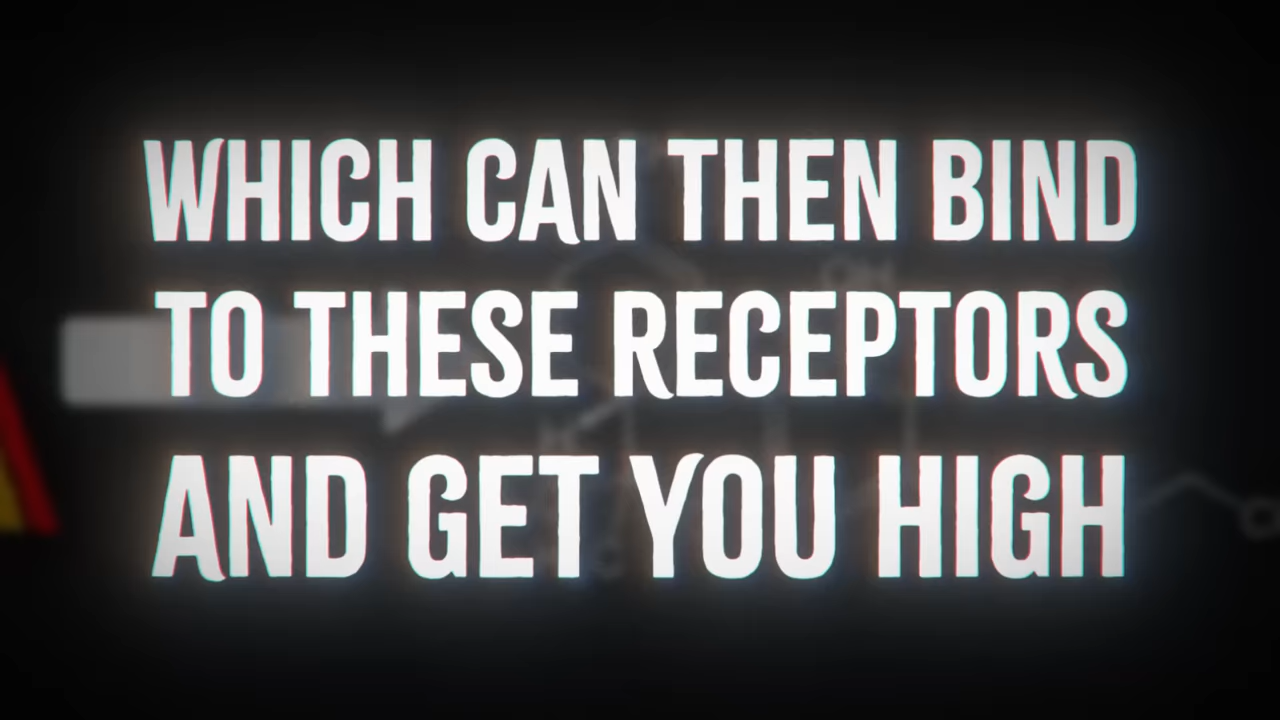 WHICH CAN THEN BIND
TO THESE RECEPTORS
AND GET YOU HIGH